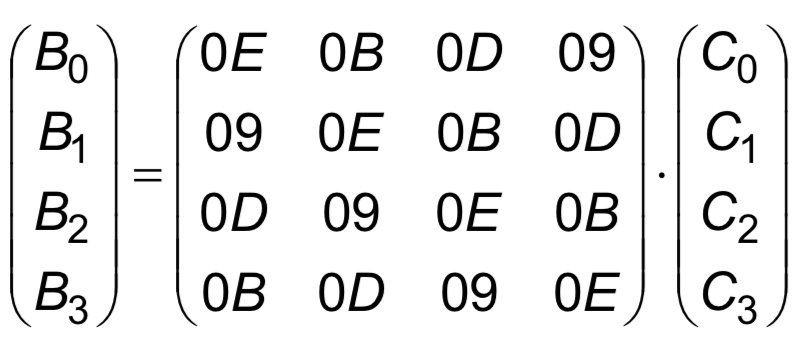 B₀ 0E 0B 0D 09 C₀
B₁ 09 0E 0B 0D C₁
= ·
B₂ 0D 09 0E 0B C₂
B₃ 0B 0D 09 0E C₃